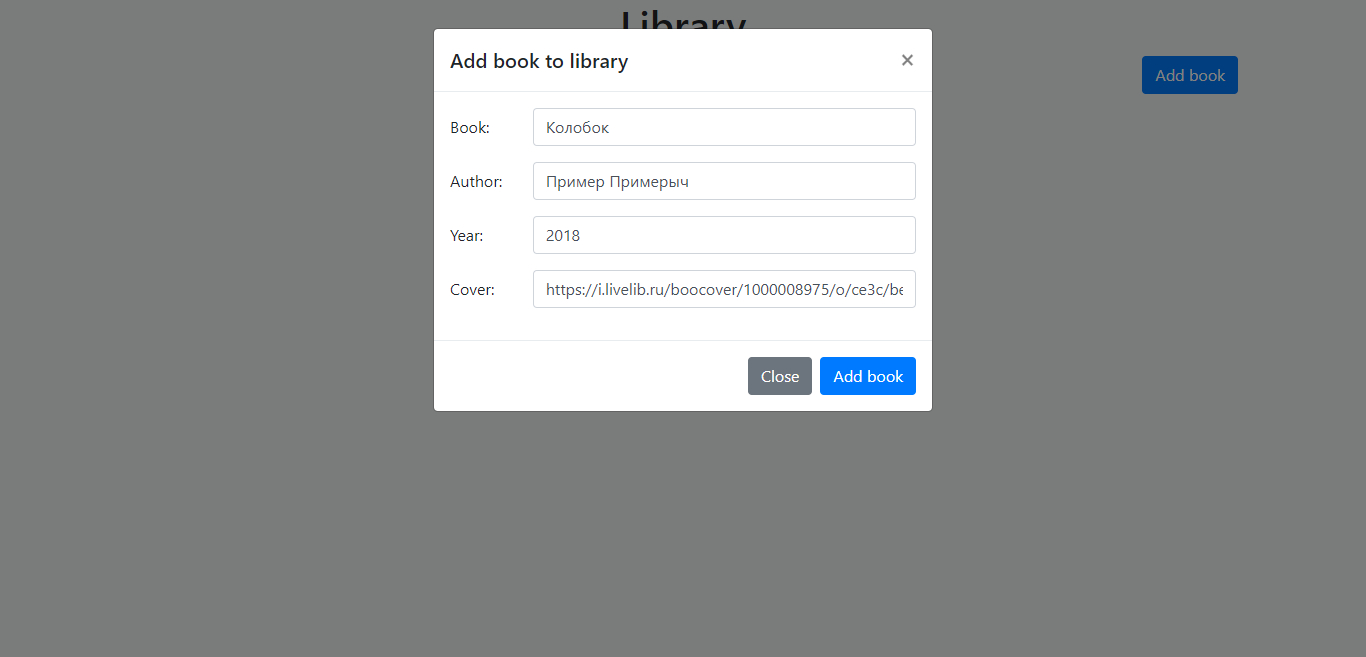 Library
Add book
Add book to library
×
Book: Колобок
Author: Пример Примерыч
Year: 2018
Cover: https://i.livelib.ru/boocover/1000008975/o/ce3c/be
Close Add book